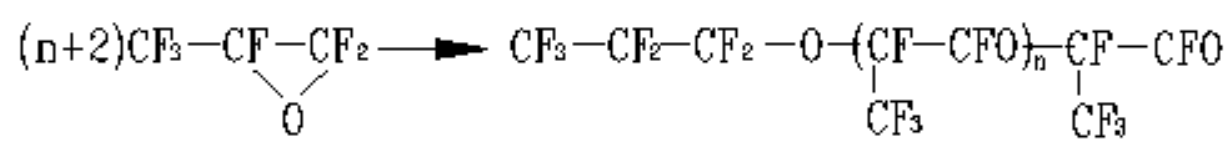 (n+2)CF₃—CF—CF₂ → CF₃—CF₂—CF₂—O—(CF—CFO)ₙ—CF—CFO
O CF₃ CF₃